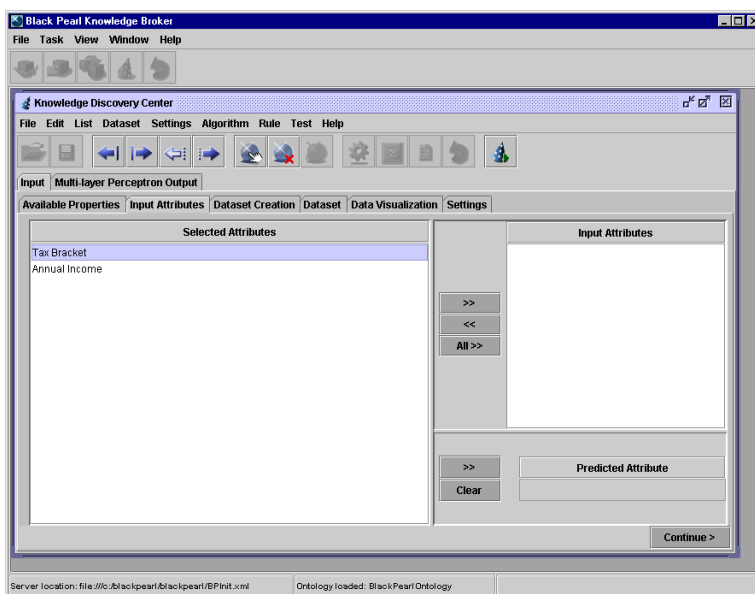 Black Pearl Knowledge Broker
File Task View Window Help
Knowledge Discovery Center
File Edit List Dataset Settings Algorithm Rule Test Help
Input Multi-layer Perceptron Output
Available Properties Input Attributes Dataset Creation Dataset Data Visualization Settings
Selected Attributes
Input Attributes
Tax Bracket
Annual Income
>>
<<
All >>
>>
Predicted Attribute
Clear
Continue >
Server location: file:///c:/blackpearl/blackpearl/BPInit.xml
Ontology loaded: BlackPearlOntology